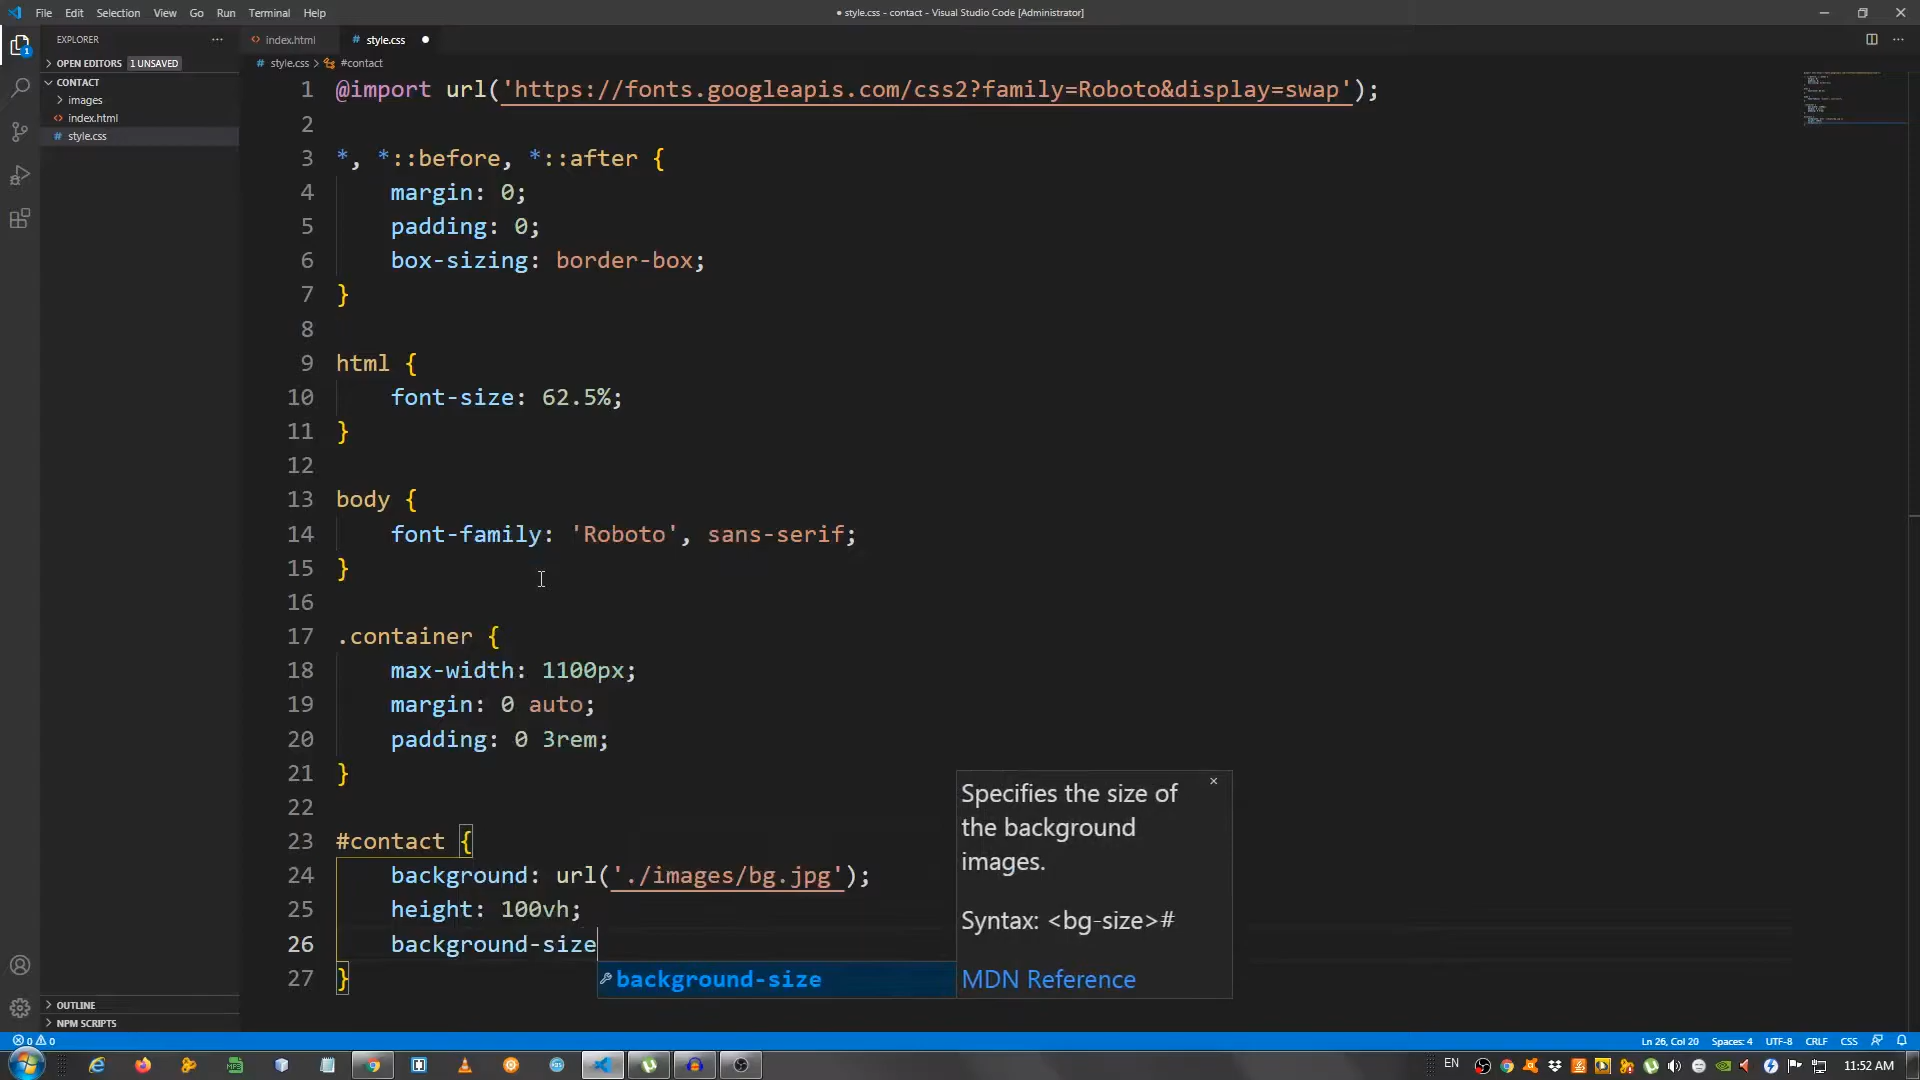 File Edit Selection View Go Run Terminal Help
● style.css - contact - Visual Studio Code [Administrator]
EXPLORER ···
index.html
# style.css ●
OPEN EDITORS 1 UNSAVED
CONTACT
images
<> index.html
# style.css
# style.css > #contact
1 @import url('https://fonts.googleapis.com/css2?family=Roboto&display=swap');
2
3 *, *::before, *::after {
4 margin: 0;
5 padding: 0;
6 box-sizing: border-box;
7 }
8
9 html {
10 font-size: 62.5%;
11 }
12
13 body {
14 font-family: 'Roboto', sans-serif;
15 }
16
17 .container {
18 max-width: 1100px;
19 margin: 0 auto;
20 padding: 0 3rem;
21 }
22
23 #contact {
24 background: url('./images/bg.jpg');
25 height: 100vh;
26 background-size
27 }
background-size
Specifies the size of
the background
images.
Syntax: <bg-size>#
MDN Reference
OUTLINE
NPM SCRIPTS
0 0
Ln 26, Col 20 Spaces: 4 UTF-8 CRLF CSS
EN
11:52 AM